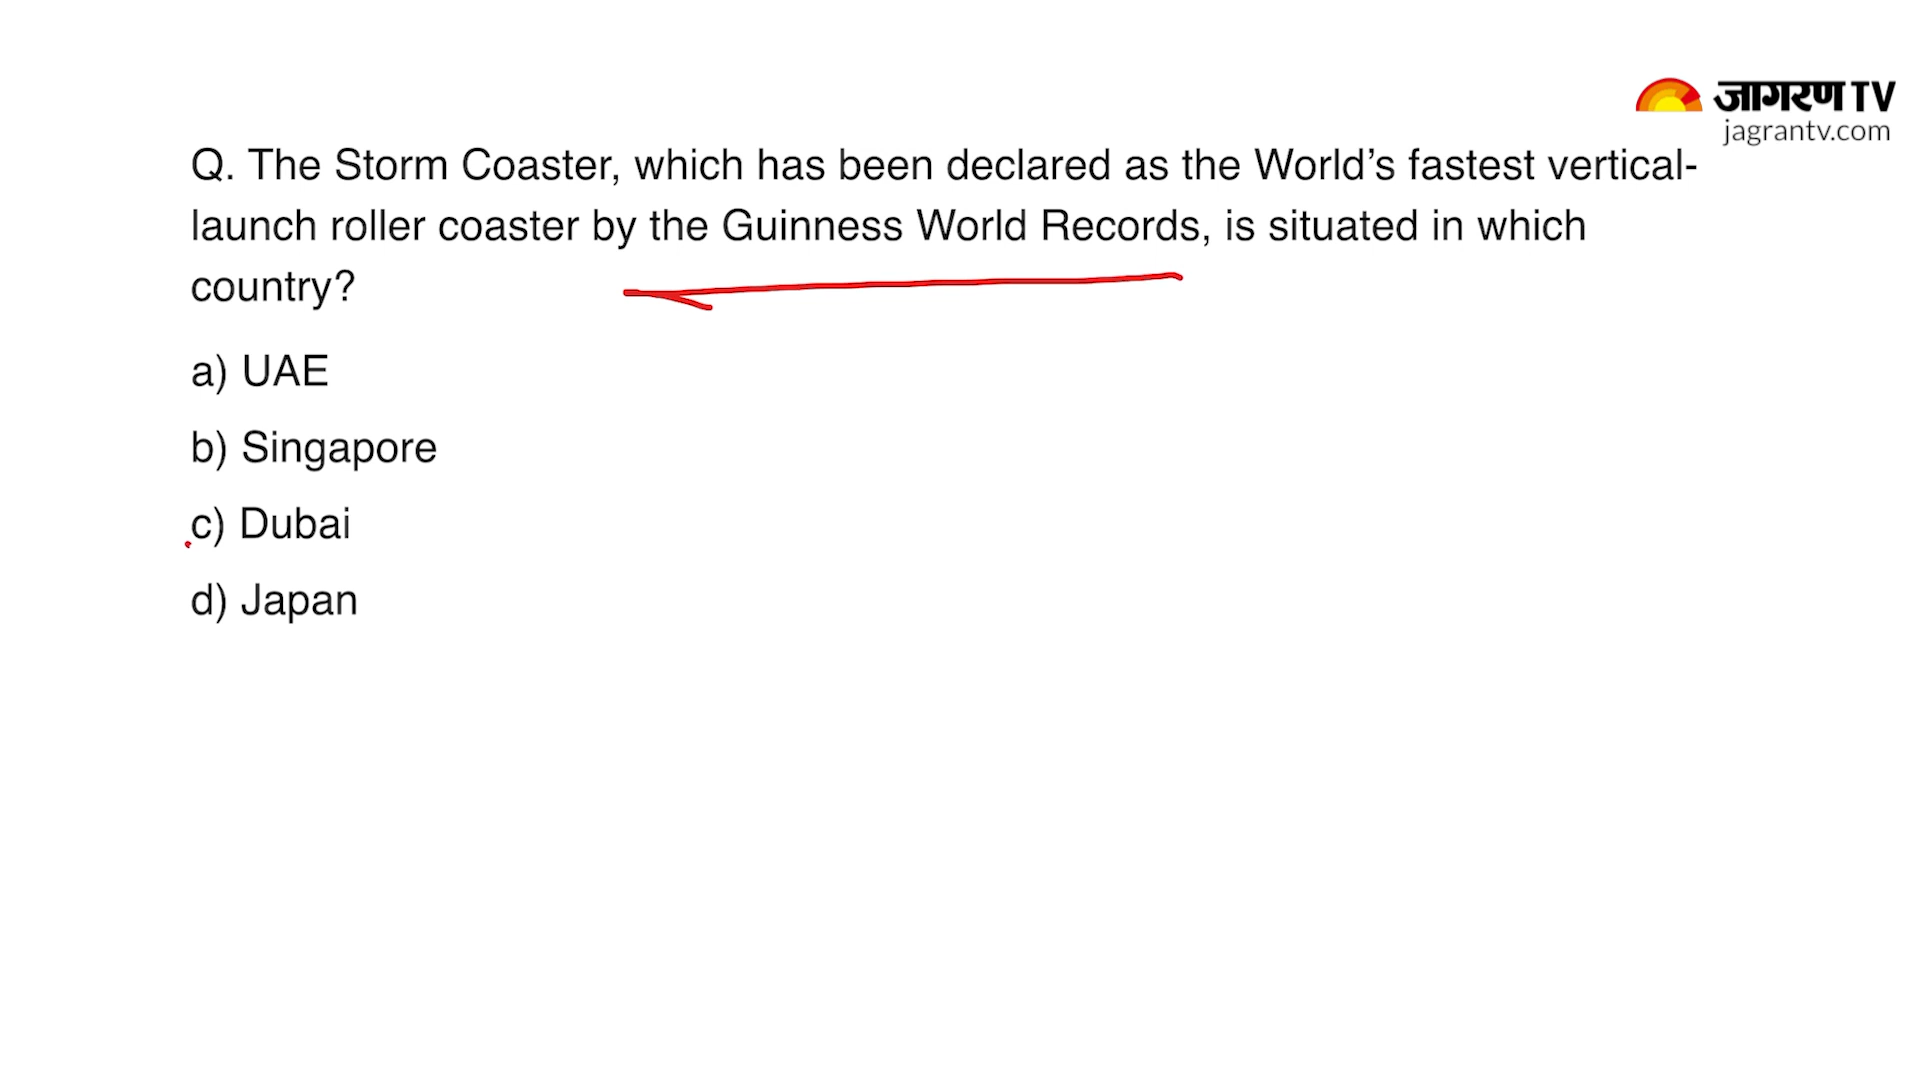 जागरण TV
jagrantv.com
Q. The Storm Coaster, which has been declared as the World’s fastest vertical-
launch roller coaster by the Guinness World Records, is situated in which
country?
a) UAE
b) Singapore
c) Dubai
d) Japan